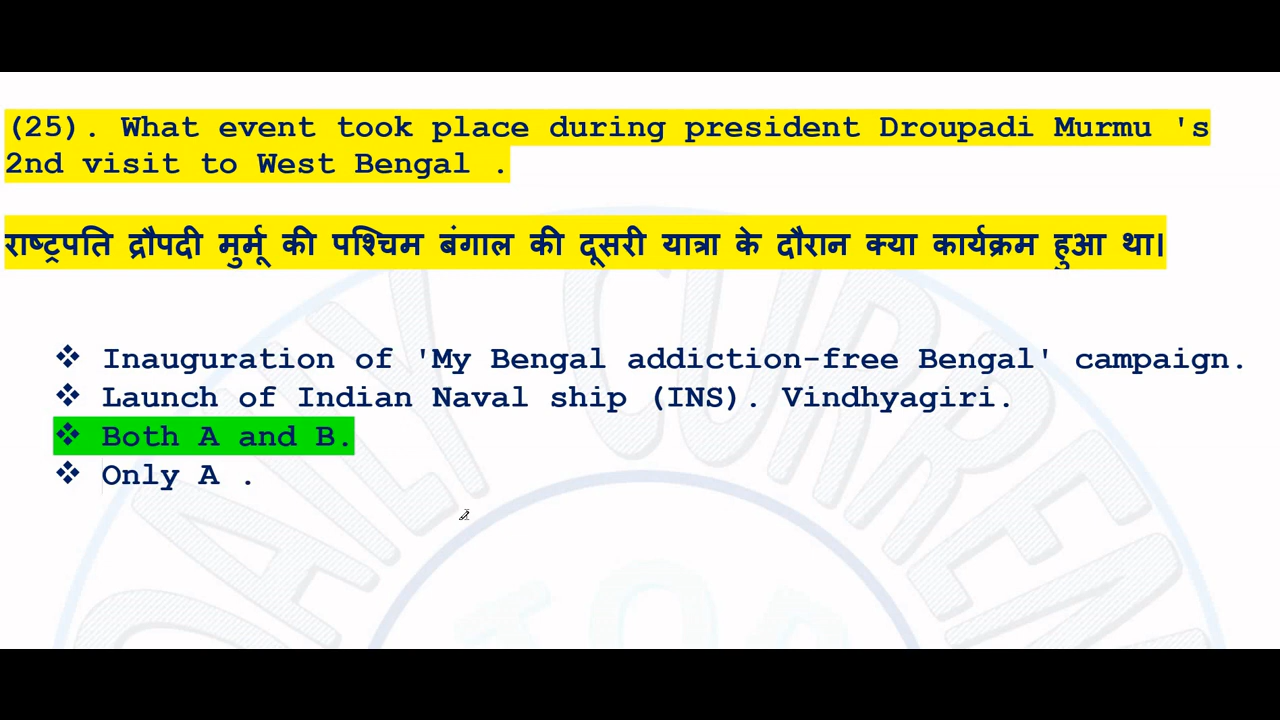 (25). What event took place during president Droupadi Murmu 's
2nd visit to West Bengal .
राष्ट्रपति द्रौपदी मुर्मू की पश्चिम बंगाल की दूसरी यात्रा के दौरान क्या कार्यक्रम हुआ था।
❖ Inauguration of 'My Bengal addiction-free Bengal' campaign.
❖ Launch of Indian Naval ship (INS). Vindhyagiri.
❖ Both A and B.
❖ Only A .
DAILY CURREN